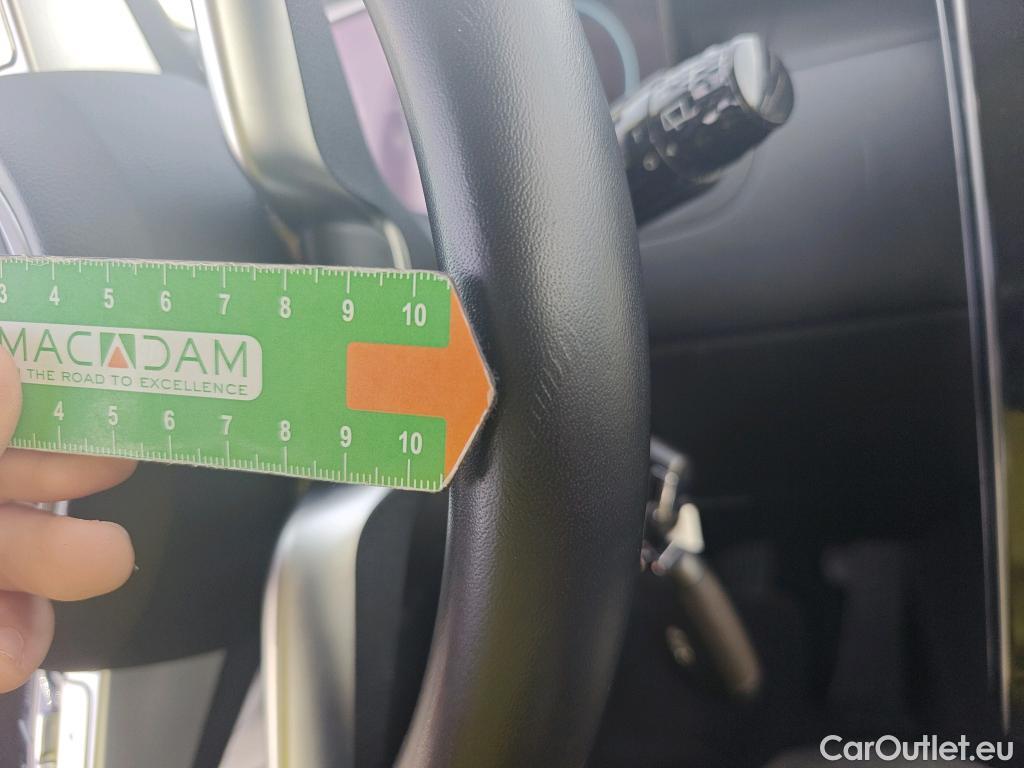 3 4 5 6 7 8 9 10
MACADAM
THE ROAD TO EXCELLENCE
4 5 6 7 8 9 10
CarOutlet.eu